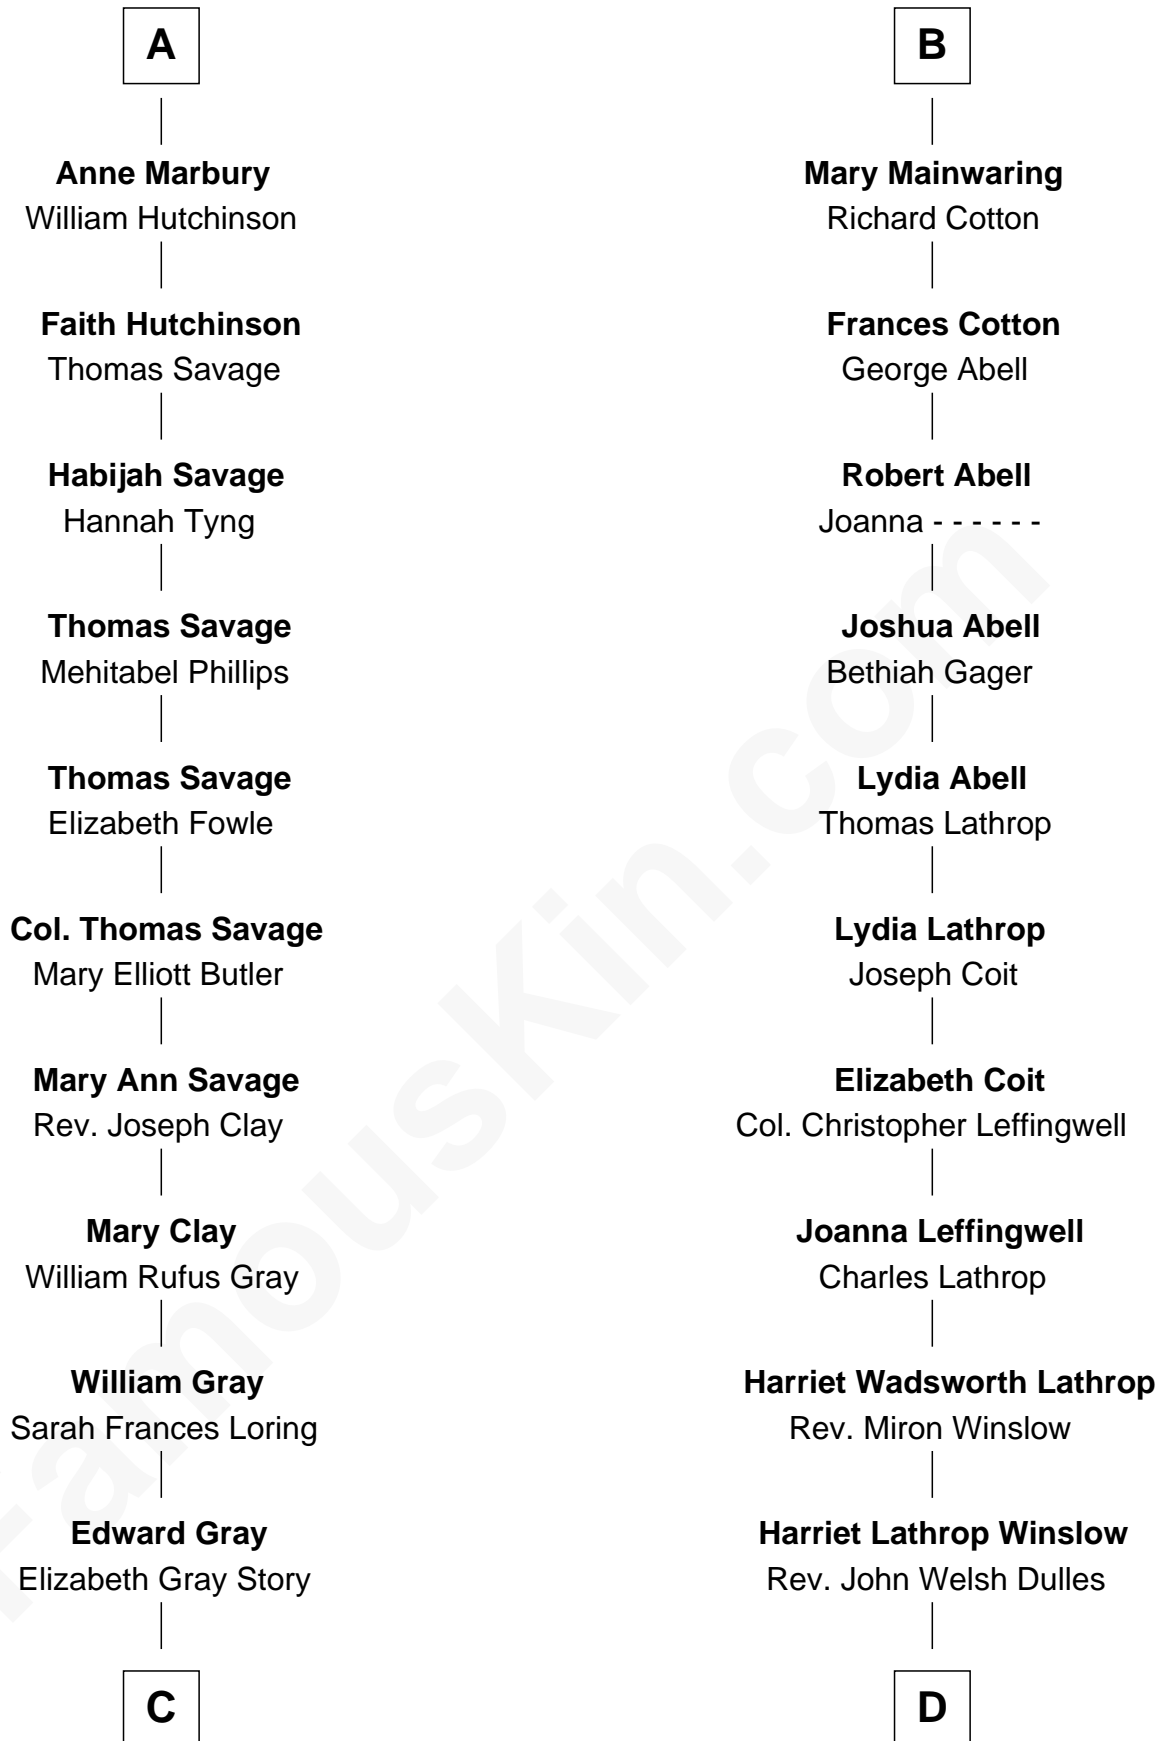 A
Anne Marbury
William Hutchinson
Faith Hutchinson
Thomas Savage
Habijah Savage
Hannah Tyng
Thomas Savage
Mehitabel Phillips
Thomas Savage
Elizabeth Fowle
Col. Thomas Savage
Mary Elliott Butler
Mary Ann Savage
Rev. Joseph Clay
Mary Clay
William Rufus Gray
William Gray
Sarah Frances Loring
Edward Gray
Elizabeth Gray Story
C
B
Mary Mainwaring
Richard Cotton
Frances Cotton
George Abell
Robert Abell
Joanna - - - - - -
Joshua Abell
Bethiah Gager
Lydia Abell
Thomas Lathrop
Lydia Lathrop
Joseph Coit
Elizabeth Coit
Col. Christopher Leffingwell
Joanna Leffingwell
Charles Lathrop
Harriet Wadsworth Lathrop
Rev. Miron Winslow
Harriet Lathrop Winslow
Rev. John Welsh Dulles
D
FamousKin.com